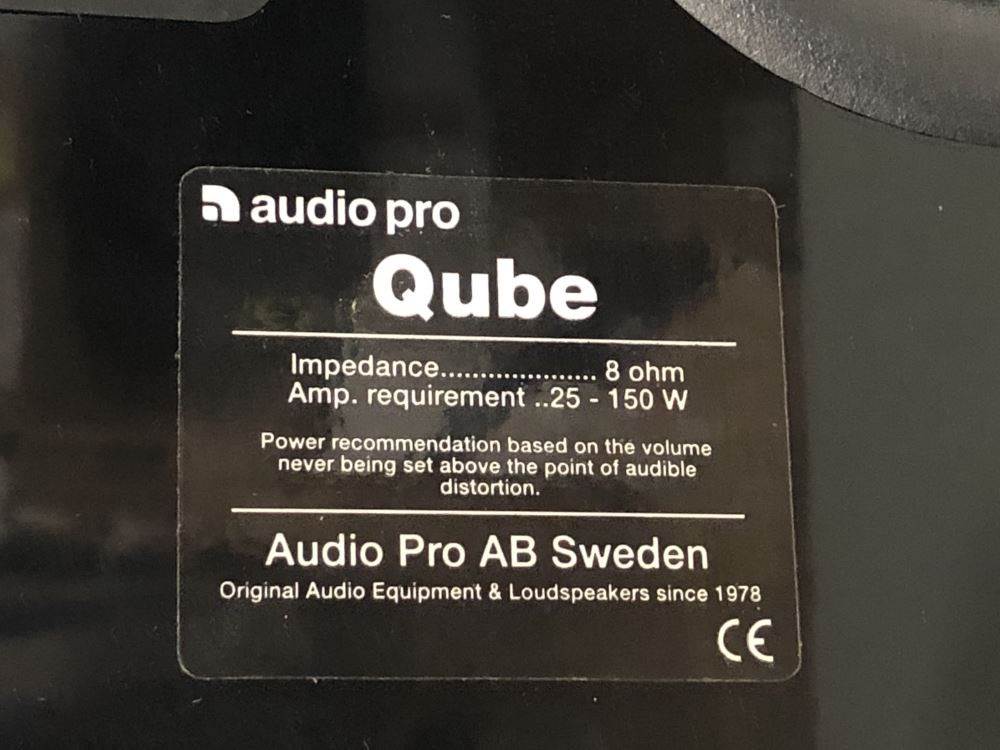 audio pro
Qube
Impedance.................... 8 ohm
Amp. requirement ..25 - 150 W
Power recommendation based on the volume
never being set above the point of audible
distortion.
Audio Pro AB Sweden
Original Audio Equipment & Loudspeakers since 1978
CE